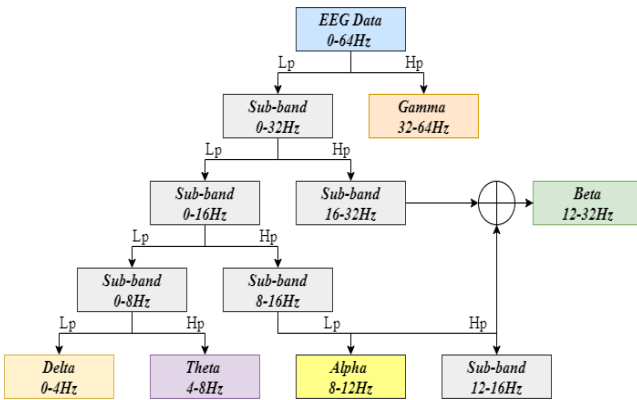 EEG Data
0-64Hz
Lp
Hp
Sub-band
0-32Hz
Gamma
32-64Hz
Lp
Hp
Sub-band
0-16Hz
Sub-band
16-32Hz
Beta
12-32Hz
Lp
Hp
Sub-band
0-8Hz
Sub-band
8-16Hz
Lp
Hp
Lp
Hp
Delta
0-4Hz
Theta
4-8Hz
Alpha
8-12Hz
Sub-band
12-16Hz